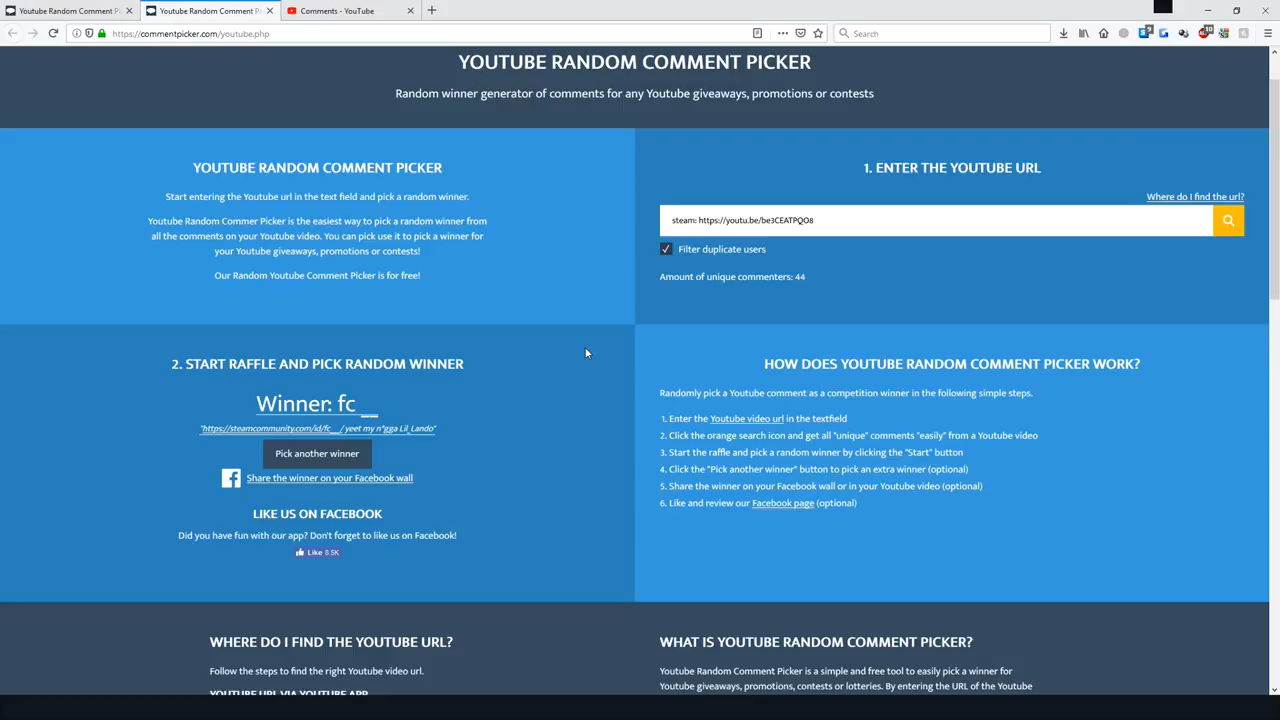 Youtube Random Comment Pi
Youtube Random Comment Pi
Comments - YouTube
https://commentpicker.com/youtube.php
Search
YOUTUBE RANDOM COMMENT PICKER
Random winner generator of comments for any Youtube giveaways, promotions or contests
YOUTUBE RANDOM COMMENT PICKER
Start entering the Youtube url in the text field and pick a random winner.
Youtube Random Commer Picker is the easiest way to pick a random winner from
all the comments on your Youtube video. You can pick use it to pick a winner for
your Youtube giveaways, promotions or contests!
Our Random Youtube Comment Picker is for free!
1. ENTER THE YOUTUBE URL
Where do I find the url?
steam: https://youtu.be/be3CEATPQO8
Filter duplicate users
Amount of unique commenters: 44
2. START RAFFLE AND PICK RANDOM WINNER
Winner: fc __
"https://steamcommunity.com/id/fc__/ yeet my n*gga Lil_Lando"
Pick another winner
Share the winner on your Facebook wall
LIKE US ON FACEBOOK
Did you have fun with our app? Don't forget to like us on Facebook!
Like 8.5K
HOW DOES YOUTUBE RANDOM COMMENT PICKER WORK?
Randomly pick a Youtube comment as a competition winner in the following simple steps.
1. Enter the Youtube video url in the textfield
2. Click the orange search icon and get all "unique" comments "easily" from a Youtube video
3. Start the raffle and pick a random winner by clicking the "Start" button
4. Click the "Pick another winner" button to pick an extra winner (optional)
5. Share the winner on your Facebook wall or in your Youtube video (optional)
6. Like and review our Facebook page (optional)
WHERE DO I FIND THE YOUTUBE URL?
Follow the steps to find the right Youtube video url.
YOUTUBE URL VIA YOUTUBE APP
WHAT IS YOUTUBE RANDOM COMMENT PICKER?
Youtube Random Comment Picker is a simple and free tool to easily pick a winner for
Youtube giveaways, promotions, contests or lotteries. By entering the URL of the Youtube